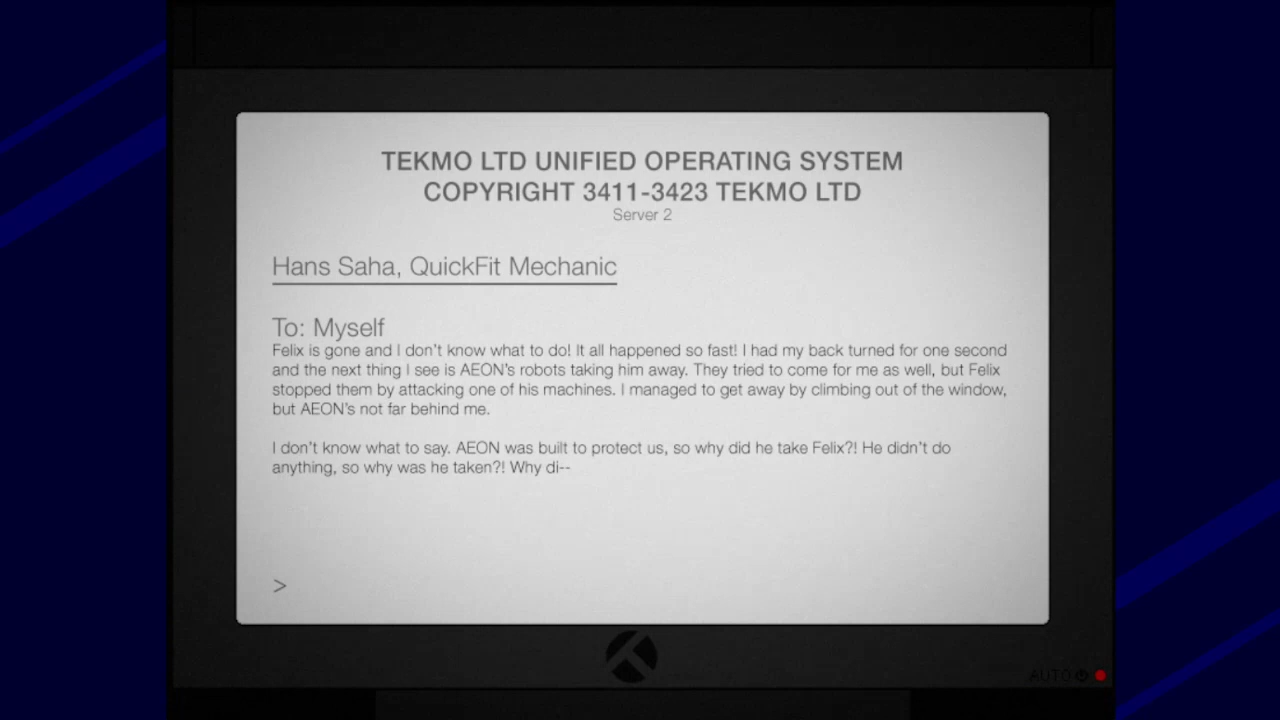 TEKMO LTD UNIFIED OPERATING SYSTEM
COPYRIGHT 3411-3423 TEKMO LTD
Server 2
Hans Saha, QuickFit Mechanic
To: Myself
Felix is gone and I don't know what to do! It all happened so fast! I had my back turned for one second
and the next thing I see is AEON's robots taking him away. They tried to come for me as well, but Felix
stopped them by attacking one of his machines. I managed to get away by climbing out of the window,
but AEON's not far behind me.
I don't know what to say. AEON was built to protect us, so why did he take Felix?! He didn't do
anything, so why was he taken?! Why di--
>
AUTO